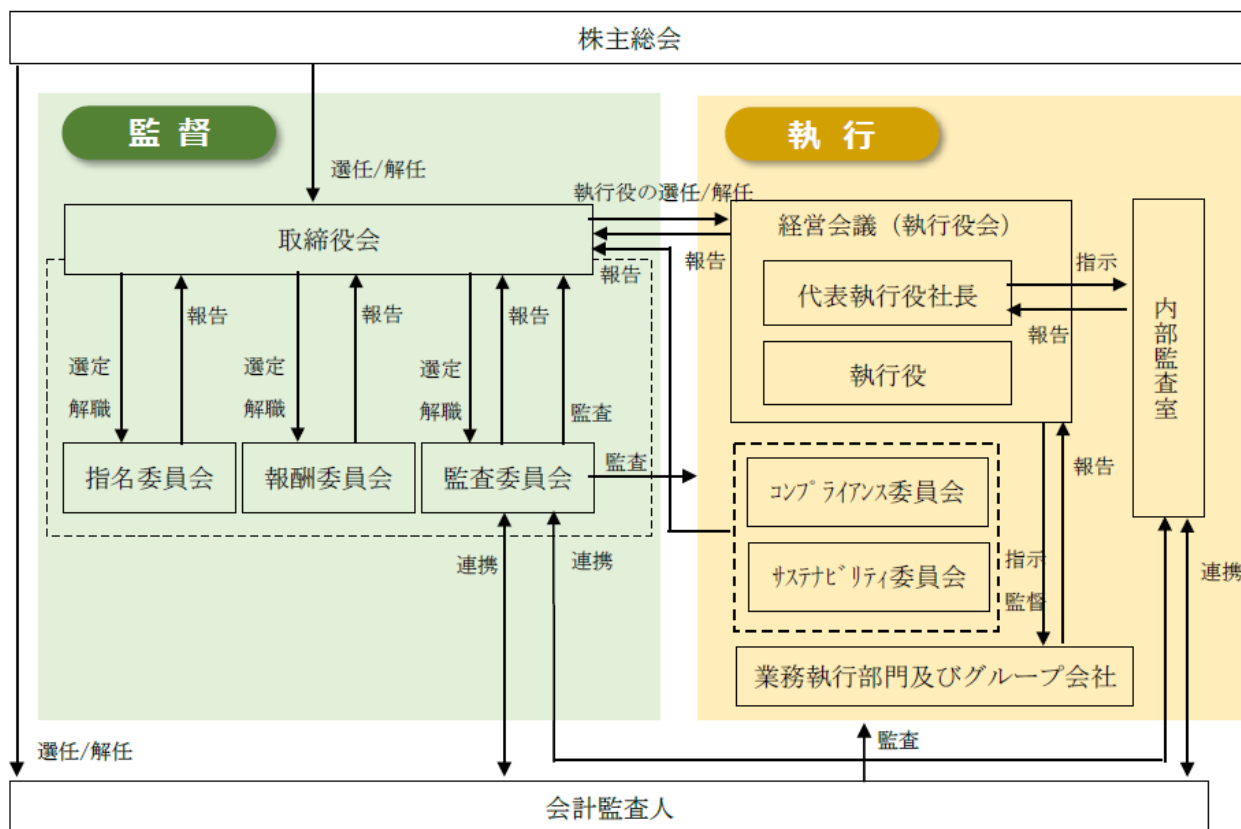 株主総会
監督
執行
選任/解任
執行役の選任/解任
取締役会
経営会議（執行役会）
報告
報告
指示
代表執行役社長
報告
内部監査室
執行役
報告
報告
報告
選定
解職
選定
解職
選定
解職
監査
指名委員会
報酬委員会
監査委員会
監査
コンプライアンス委員会
報告
サステナビリティ委員会
指示
監督
連携
連携
連携
業務執行部門及びグループ会社
選任/解任
監査
会計監査人